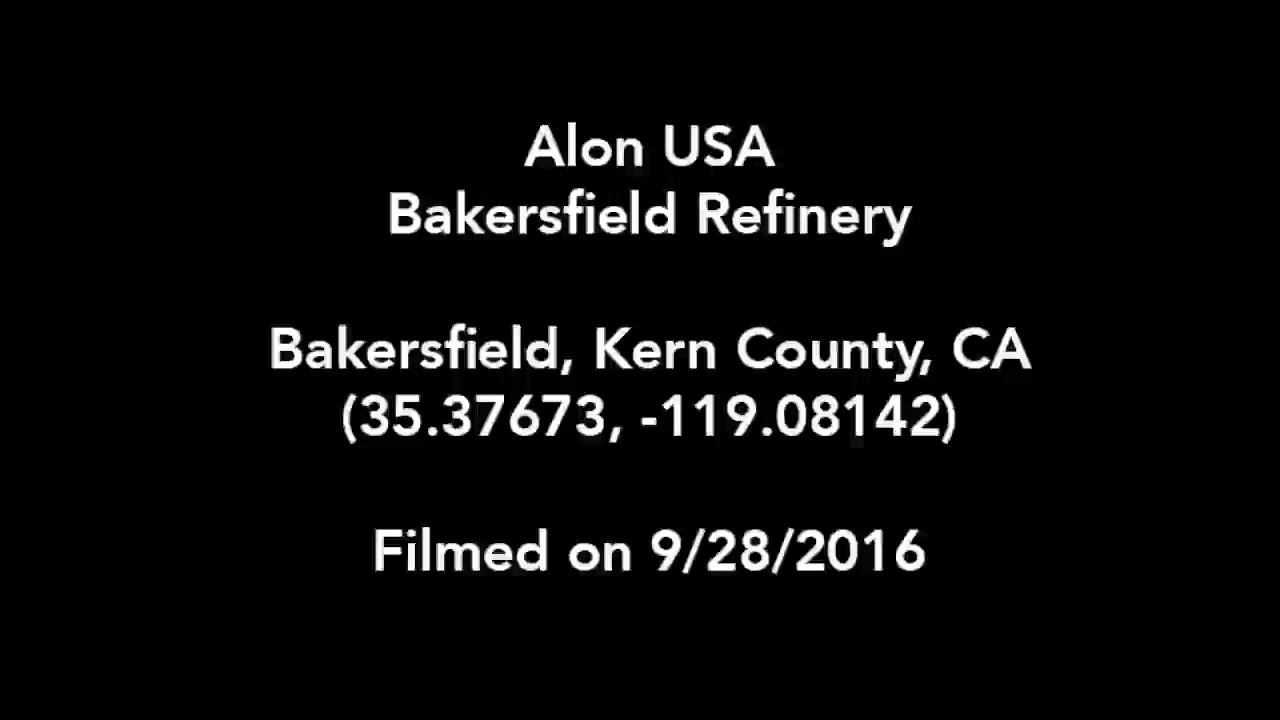 Alon USA
Bakersfield Refinery
Bakersfield, Kern County, CA
(35.37673, -119.08142)
Filmed on 9/28/2016